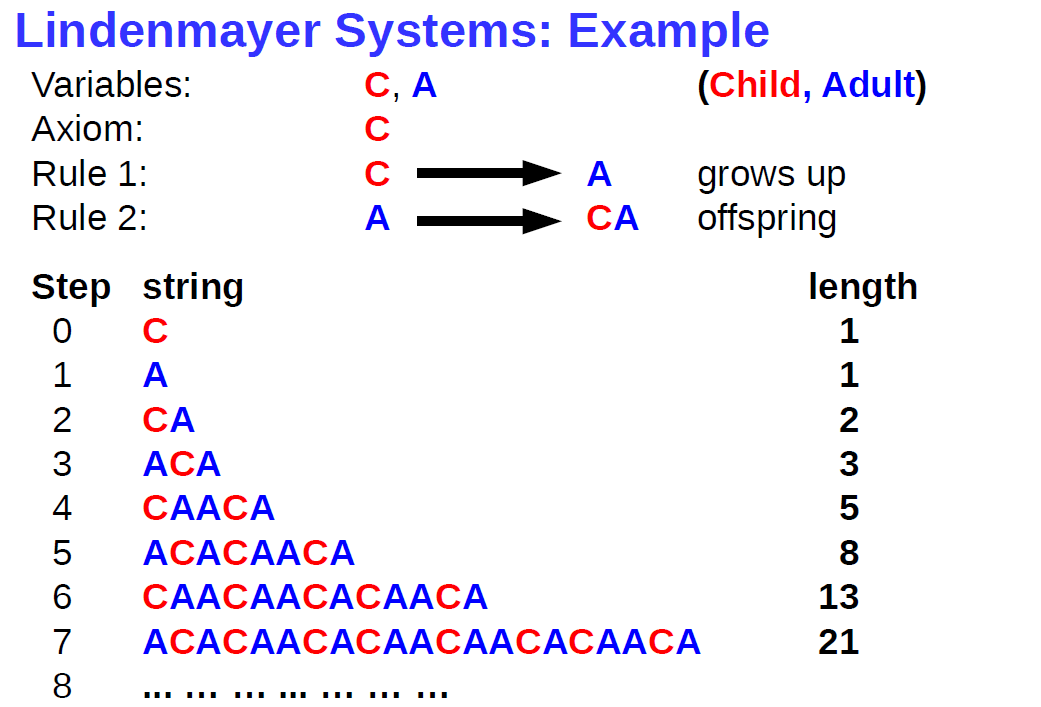 Lindenmayer Systems: Example
Variables: C, A (Child, Adult)
Axiom: C
Rule 1: C A grows up
Rule 2: A CA offspring
Step string length
0 C 1
1 A 1
2 CA 2
3 ACA 3
4 CAACA 5
5 ACACAACA 8
6 CAACAACACAACA 13
7 ACACAACACAACAACACAACA 21
8 ... ... ... ... ... ... ...